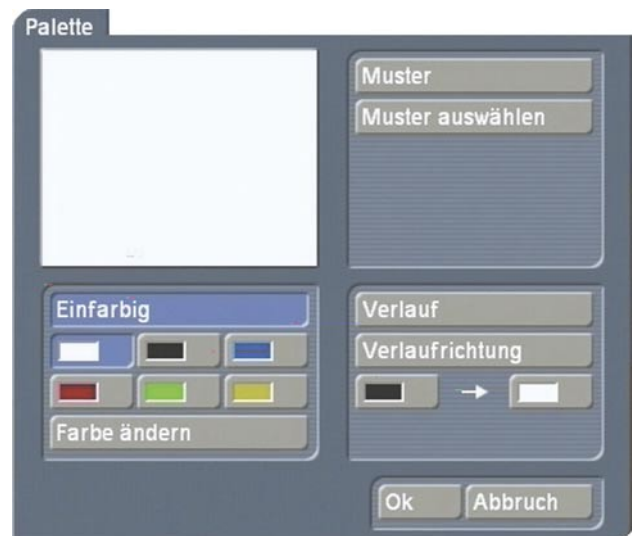 Palette
Muster
Muster auswählen
Einfarbig
Farbe ändern
Verlauf
Verlaufrichtung
Ok
Abbruch